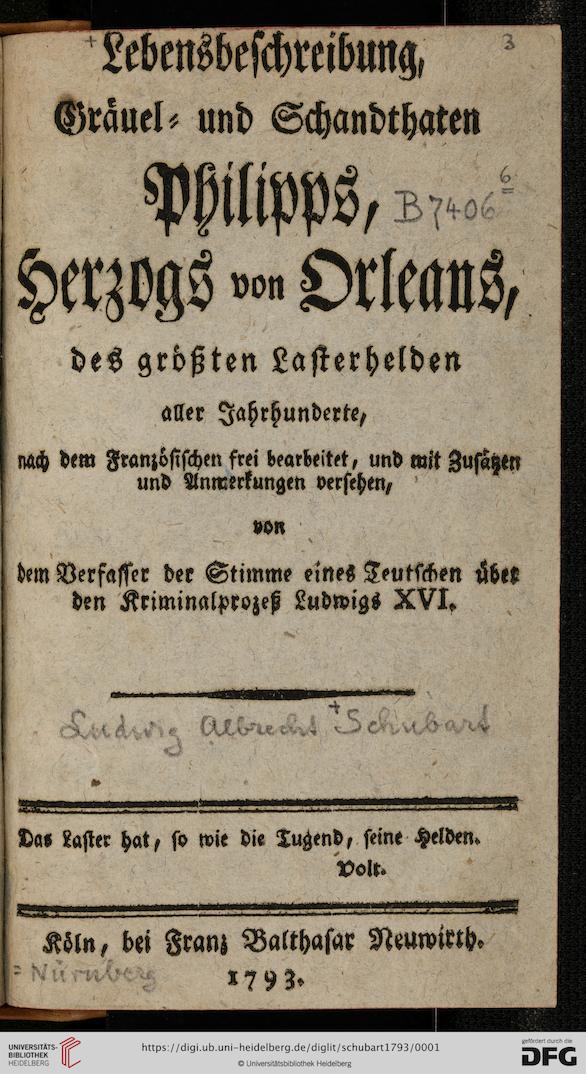 + Lebensbeschreibung, 3
Gräuel- und Schandthaten
Philipps,
B 7406 6
Herzogs von Orleans,
des größten Lasterhelden
aller Jahrhunderte,
nach dem Französischen frei bearbeitet, und mit Zusätzen
und Anmerkungen versehen,
von
dem Verfasser der Stimme eines Teutschen über
den Kriminalprozeß Ludwigs XVI.
Ludwig Albrecht + Schubart
Das Laster hat, so wie die Tugend, seine Helden.
Volt.
Köln, bei Franz Balthasar Neuwirth.
= Nürnberg
1793.
UNIVERSITÄTS-
BIBLIOTHEK
HEIDELBERG
https://digi.ub.uni-heidelberg.de/diglit/schubart1793/0001
© Universitätsbibliothek Heidelberg
gefördert durch die
DFG